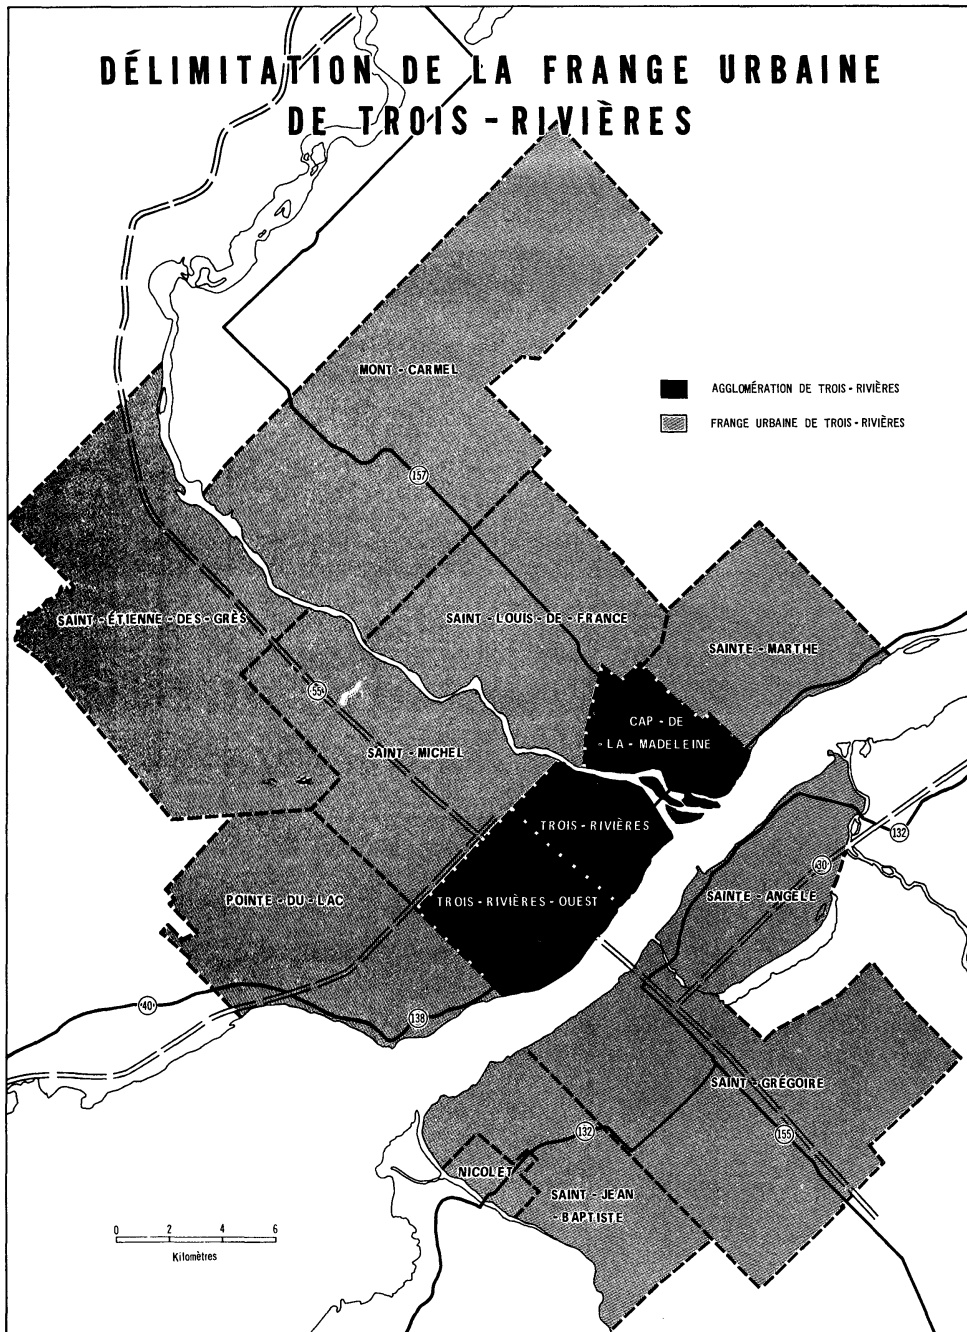 DÉLIMITATION DE LA FRANGE URBAINE
DE TROIS-RIVIÈRES
MONT-CARMEL
AGGLOMÉRATION DE TROIS-RIVIÈRES
FRANGE URBAINE DE TROIS-RIVIÈRES
157
SAINT-ÉTIENNE-DES-GRÈS
SAINT-LOUIS-DE-FRANCE
SAINTE-MARTHE
55
CAP-DE
-LA-MADELEINE
SAINT-MICHEL
TROIS-RIVIÈRES
132
30
POINTE-DU-LAC
TROIS-RIVIÈRES-OUEST
SAINTE-ANGÈLE
40
138
SAINT-GRÉGOIRE
132
155
NICOLET
SAINT-JEAN
-BAPTISTE
0 2 4 6
Kilomètres